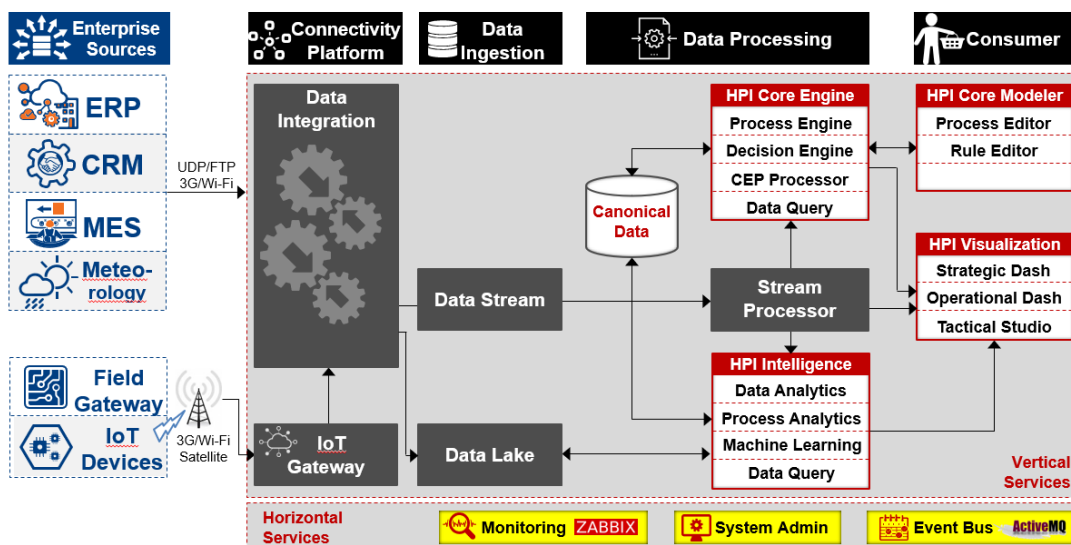 Enterprise
Sources
Connectivity
Platform
Data
Ingestion
Data Processing
Consumer
ERP
CRM
MES
Meteo-
rology
UDP/FTP
3G/Wi-Fi
Field
Gateway
IoT
Devices
3G/Wi-Fi
Satellite
Data
Integration
IoT
Gateway
Data Stream
Data Lake
Canonical
Data
HPI Core Engine
Process Engine
Decision Engine
CEP Processor
Data Query
Stream
Processor
HPI Intelligence
Data Analytics
Process Analytics
Machine Learning
Data Query
HPI Core Modeler
Process Editor
Rule Editor
HPI Visualization
Strategic Dash
Operational Dash
Tactical Studio
Vertical
Services
Horizontal
Services
Monitoring ZABBIX
System Admin
Event Bus ActiveMQ